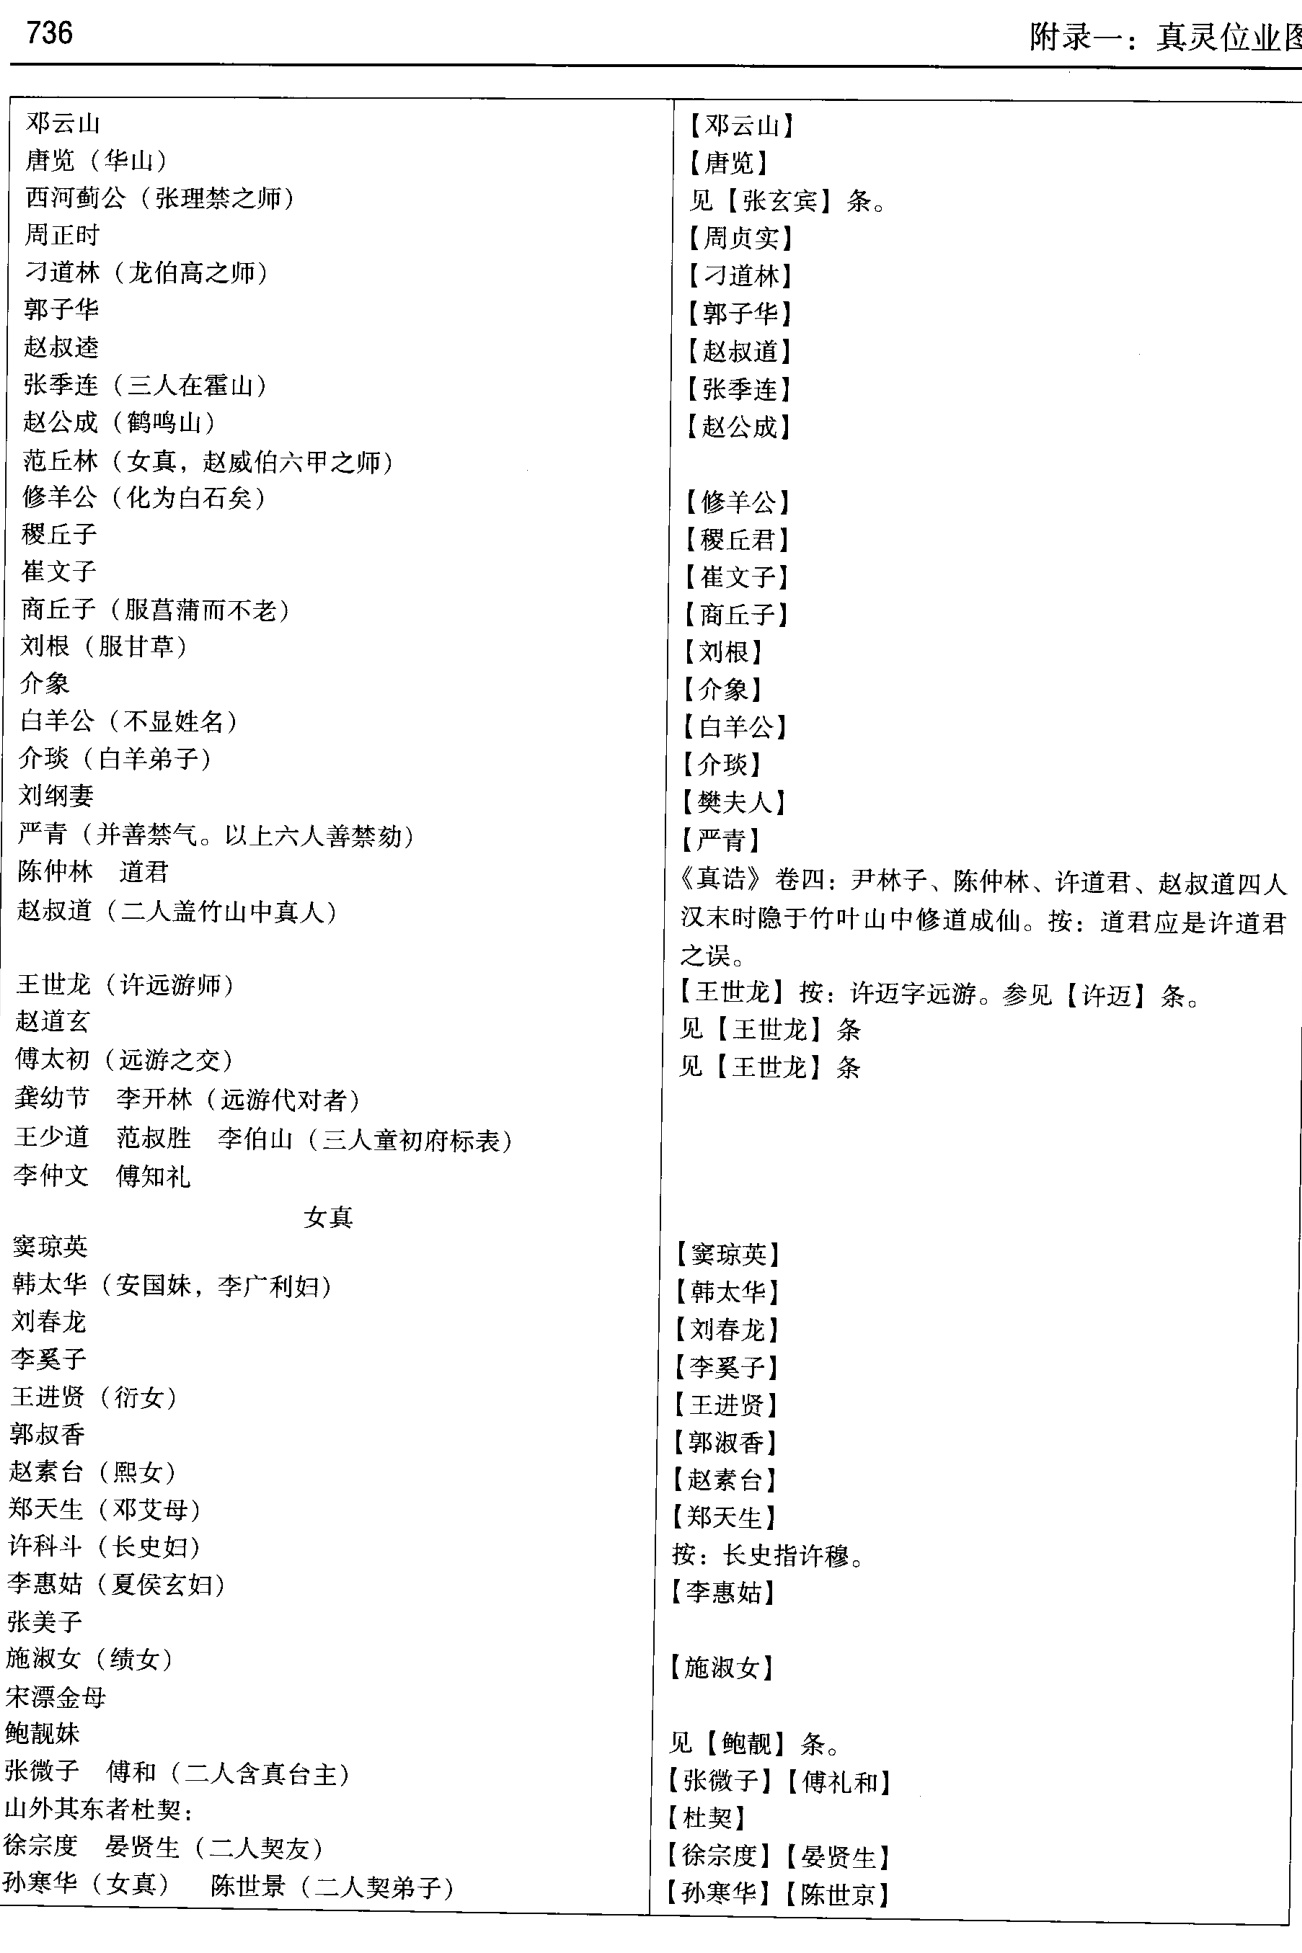 736
附录一：真灵位业图
邓云山
【邓云山】
唐览（华山）
【唐览】
西河蓟公（张理禁之师）
见【张玄宾】条。
周正时
【周贞实】
刁道林（龙伯高之师）
【刁道林】
郭子华
【郭子华】
赵叔逵
【赵叔道】
张季连（三人在霍山）
【张季连】
赵公成（鹤鸣山）
【赵公成】
范丘林（女真，赵威伯六甲之师）
修羊公（化为白石矣）
【修羊公】
稷丘子
【稷丘君】
崔文子
【崔文子】
商丘子（服菖蒲而不老）
【商丘子】
刘根（服甘草）
【刘根】
介象
【介象】
白羊公（不显姓名）
【白羊公】
介琰（白羊弟子）
【介琰】
刘纲妻
【樊夫人】
严青（并善禁气。以上六人善禁劾）
【严青】
陈仲林　道君
《真诰》卷四：尹林子、陈仲林、许道君、赵叔道四人
赵叔道（二人盖竹山中真人）
汉末时隐于竹叶山中修道成仙。按：道君应是许道君
之误。
王世龙（许远游师）
【王世龙】按：许迈字远游。参见【许迈】条。
赵道玄
见【王世龙】条
傅太初（远游之交）
见【王世龙】条
龚幼节　李开林（远游代对者）
王少道　范叔胜　李伯山（三人童初府标表）
李仲文　傅知礼
女真
窦琼英
【窦琼英】
韩太华（安国妹，李广利妇）
【韩太华】
刘春龙
【刘春龙】
李奚子
【李奚子】
王进贤（衍女）
【王进贤】
郭叔香
【郭淑香】
赵素台（熙女）
【赵素台】
郑天生（邓艾母）
【郑天生】
许科斗（长史妇）
按：长史指许穆。
李惠姑（夏侯玄妇）
【李惠姑】
张美子
施淑女（绩女）
【施淑女】
宋漂金母
鲍靓妹
见【鲍靓】条。
张微子　傅和（二人含真台主）
【张微子】【傅礼和】
山外其东者杜契：
【杜契】
徐宗度　晏贤生（二人契友）
【徐宗度】【晏贤生】
孙寒华（女真）　陈世景（二人契弟子）
【孙寒华】【陈世京】